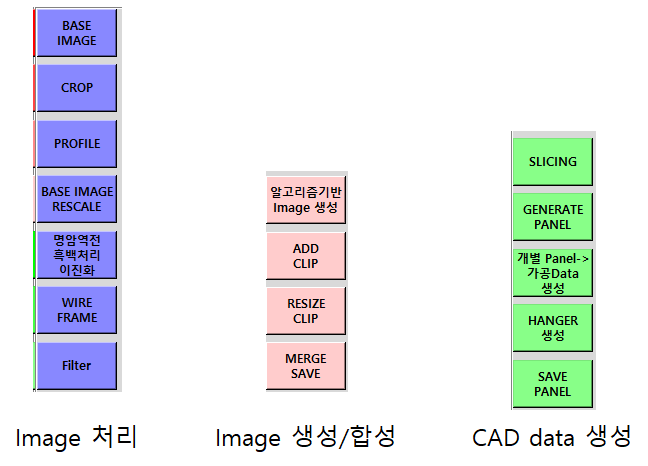 BASE
IMAGE
CROP
PROFILE
BASE IMAGE
RESCALE
명암역전
흑백처리
이진화
WIRE
FRAME
Filter
Image 처리
알고리즘기반
Image 생성
ADD
CLIP
RESIZE
CLIP
MERGE
SAVE
Image 생성/합성
SLICING
GENERATE
PANEL
개별 Panel->
가공Data
생성
HANGER
생성
SAVE
PANEL
CAD data 생성